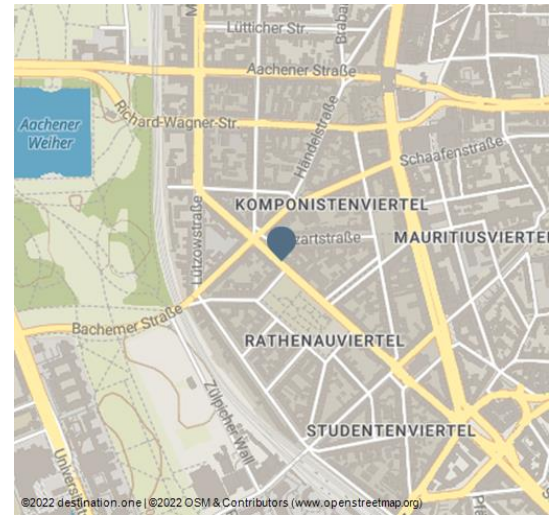 Lütticher Str.
Aachener Straße
Richard-Wagner-Str.
Händelstraße
Aachener
Weiher
Schaafenstraße
KOMPONISTENVIERTEL
Lützowstraße
zartstraße
MAURITIUSVIERTEL
Bachemer Straße
RATHENAUVIERTEL
Zülpicher Wall
STUDENTENVIERTEL
©2022 destination.one | ©2022 OSM & Contributors (www.openstreetmap.org)